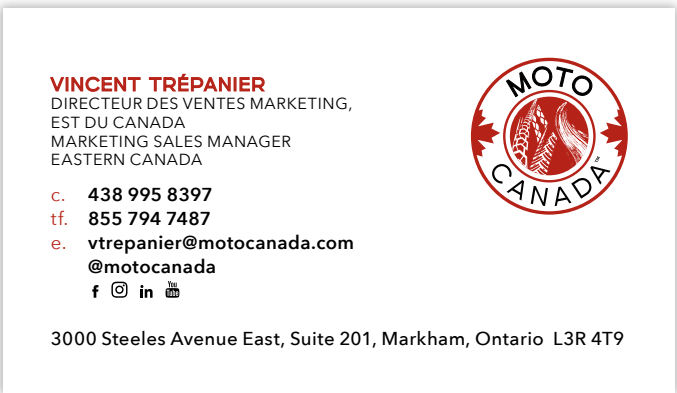 VINCENT TRÉPANIER
DIRECTEUR DES VENTES MARKETING,
EST DU CANADA
MARKETING SALES MANAGER
EASTERN CANADA
c. 438 995 8397
tf. 855 794 7487
e. vtrepanier@motocanada.com
@motocanada
f in You Tube
MOTO
CANADA™
3000 Steeles Avenue East, Suite 201, Markham, Ontario L3R 4T9